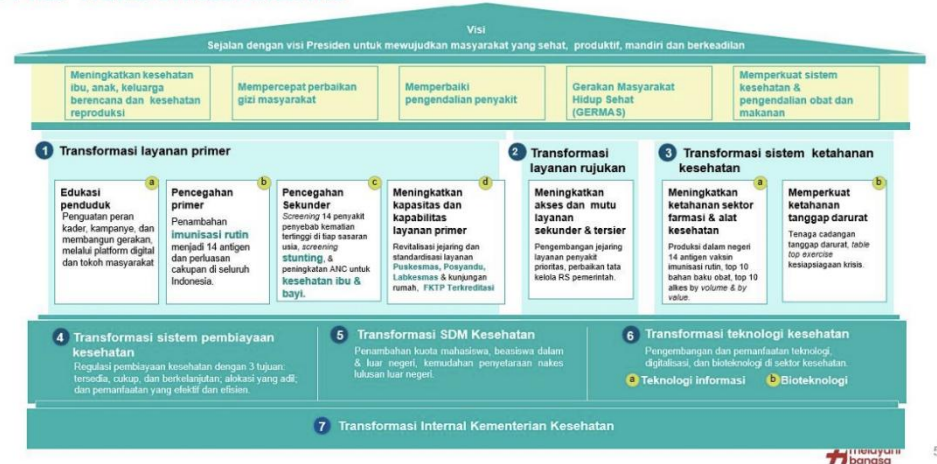 Visi
Sejalan dengan visi Presiden untuk mewujudkan masyarakat yang sehat, produktif, mandiri dan berkeadilan
Meningkatkan kesehatan
ibu, anak, keluarga
berencana dan kesehatan
reproduksi
Mempercepat perbaikan
gizi masyarakat
Memperbaiki
pengendalian penyakit
Gerakan Masyarakat
Hidup Sehat
(GERMAS)
Memperkuat sistem
kesehatan &
pengendalian obat dan
makanan
1 Transformasi layanan primer
a
Edukasi
penduduk
Penguatan peran
kader, kampanye, dan
membangun gerakan,
melalui platform digital
dan tokoh masyarakat
b
Pencegahan
primer
Penambahan
imunisasi rutin
menjadi 14 antigen
dan perluasan
cakupan di seluruh
Indonesia.
c
Pencegahan
Sekunder
Screening 14 penyakit
penyebab kematian
tertinggi di tiap sasaran
usia, screening
stunting, &
peningkatan ANC untuk
kesehatan ibu &
bayi.
d
Meningkatkan
kapasitas dan
kapabilitas
layanan primer
Revitalisasi jejaring dan
standardisasi layanan
Puskesmas, Posyandu,
Labkesmas & kunjungan
rumah, FKTP Terkreditasi
2 Transformasi
layanan rujukan
Meningkatkan
akses dan mutu
layanan
sekunder & tersier
Pengembangan jejaring
layanan penyakit
prioritas, perbaikan tata
kelola RS pemerintah.
3 Transformasi sistem ketahanan
kesehatan
a
Meningkatkan
ketahanan sektor
farmasi & alat
kesehatan
Produksi dalam negeri
14 antigen vaksin
imunisasi rutin, top 10
bahan baku obat, top 10
alkes by volume & by
value.
b
Memperkuat
ketahanan
tanggap darurat
Tenaga cadangan
tanggap darurat, table
top exercise
kesiapsiagaan krisis.
4 Transformasi sistem pembiayaan
kesehatan
Regulasi pembiayaan kesehatan dengan 3 tujuan:
tersedia, cukup, dan berkelanjutan; alokasi yang adil;
dan pemanfaatan yang efektif dan efisien.
5 Transformasi SDM Kesehatan
Penambahan kuota mahasiswa, beasiswa dalam
& luar negeri, kemudahan penyetaraan nakes
lulusan luar negeri.
6 Transformasi teknologi kesehatan
Pengembangan dan pemanfaatan teknologi,
digitalisasi, dan bioteknologi di sektor kesehatan.
a Teknologi informasi b Bioteknologi
7 Transformasi Internal Kementerian Kesehatan
melayani
bangsa